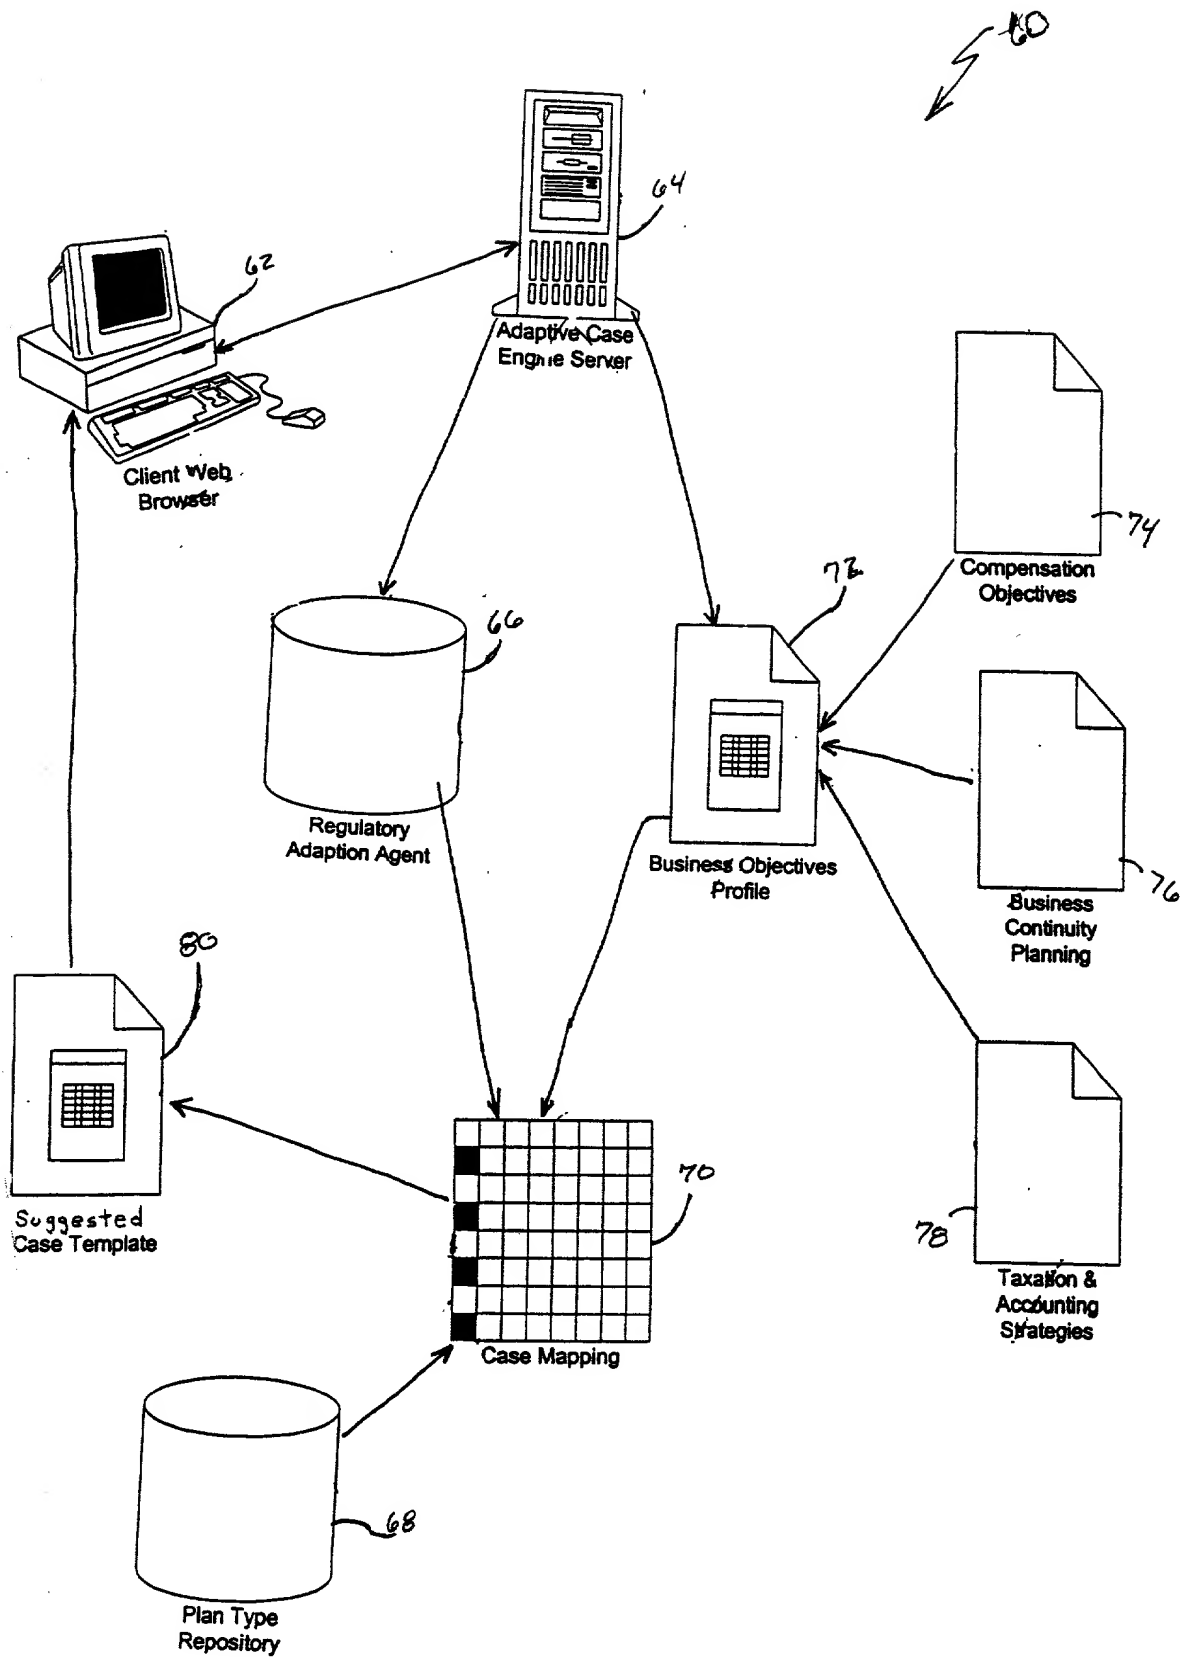 60
64
62
Adaptive Case
Engine Server
Client Web
Browser
74
Compensation
Objectives
72
66
Regulatory
Adaption Agent
Business Objectives
Profile
76
Business
Continuity
Planning
80
Suggested
Case Template
70
78
Taxation &
Accounting
Strategies
Case Mapping
68
Plan Type
Repository